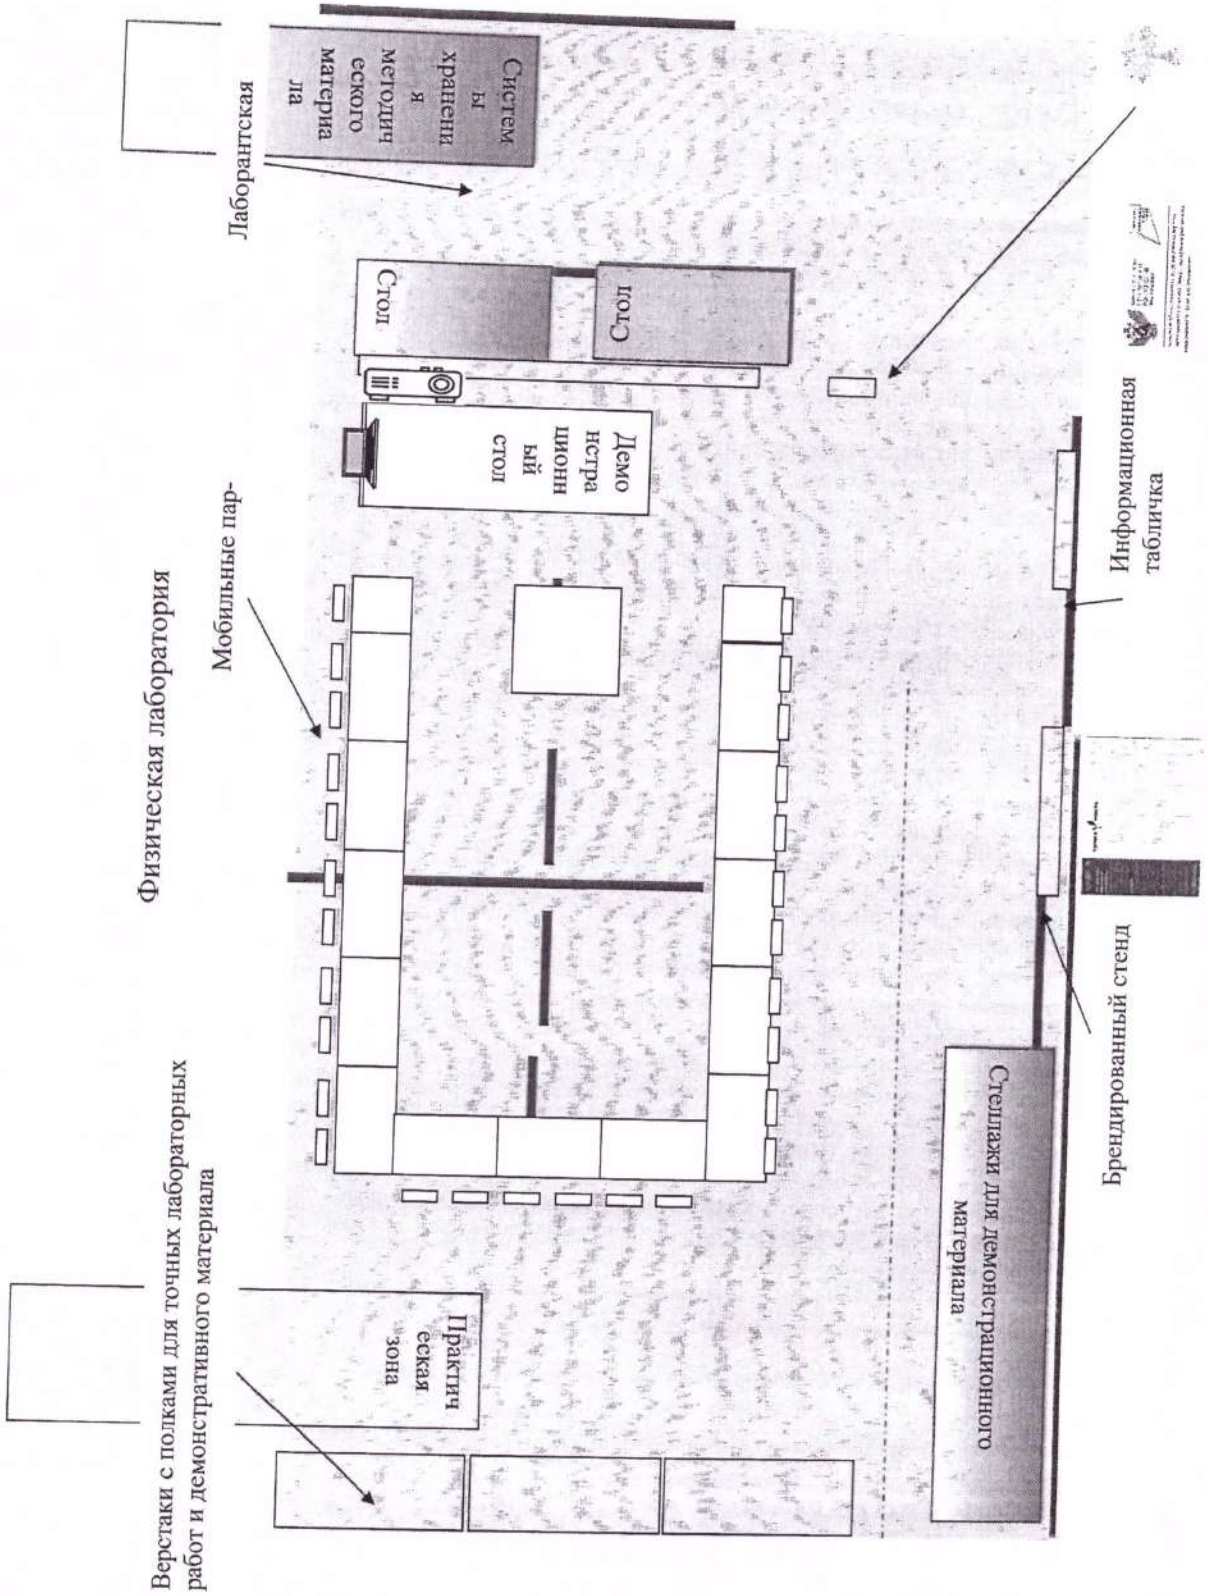 Физическая лаборатория
Лаборантская
Систем
ы
хранени
я
методич
еского
материа
ла
Стол
Стол
Демо
нстра
ционн
ый
стол
Мобильные пар-
Информационная
табличка
Брендированный стенд
Стеллажи для демонстрационного
материала
Практич
еская
зона
Верстаки с полками для точных лабораторных
работ и демонстративного материала